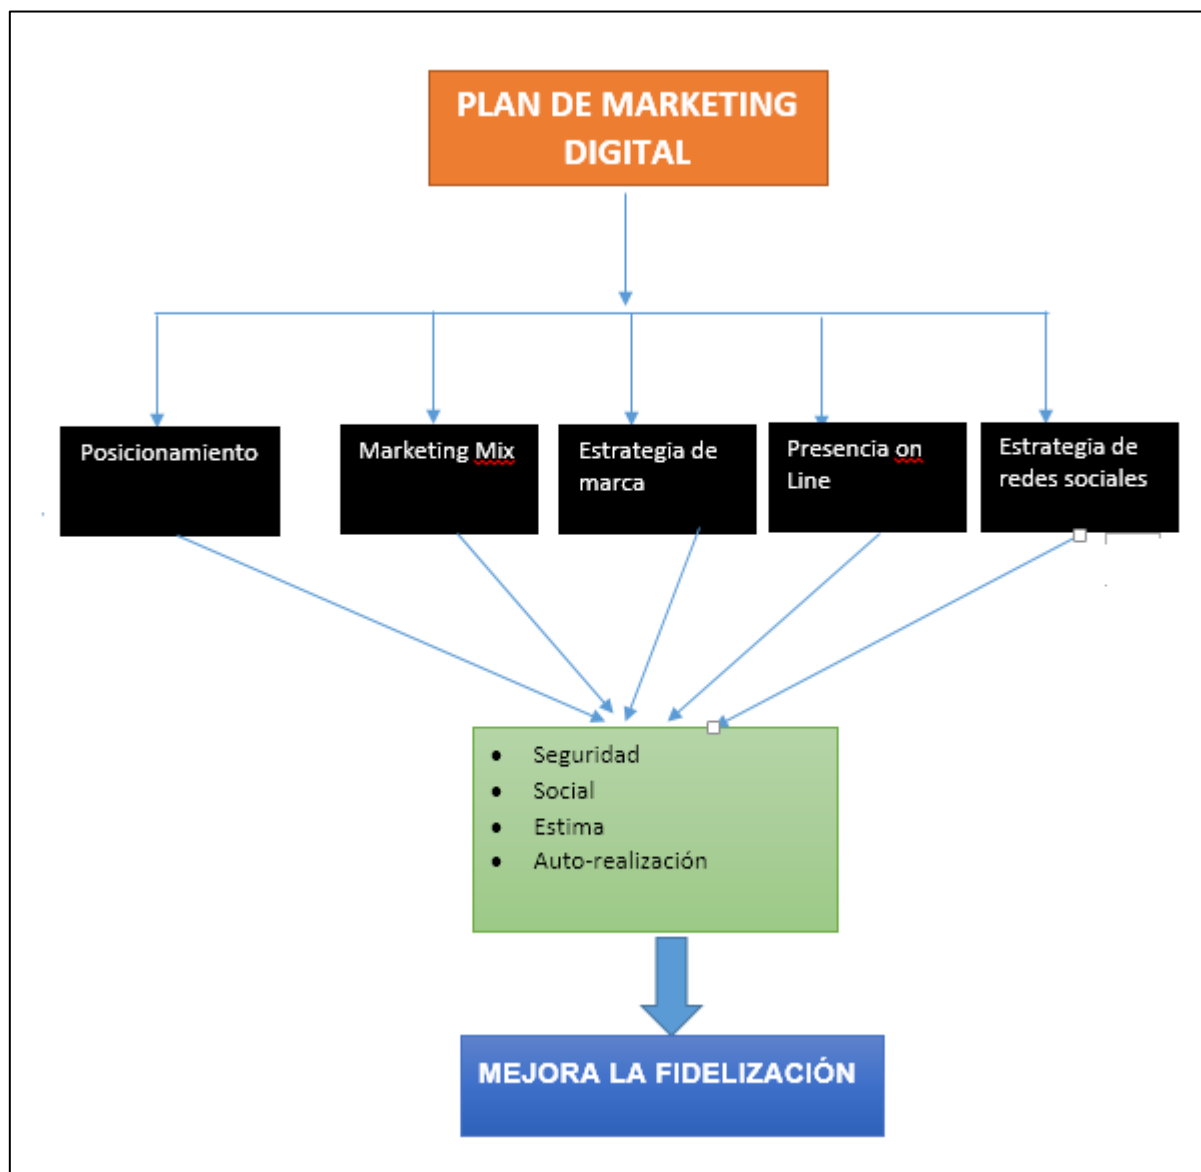 PLAN DE MARKETING
DIGITAL
Posicionamiento
Marketing Mix
Estrategia de
marca
Presencia on
Line
Estrategia de
redes sociales
• Seguridad
• Social
• Estima
• Auto-realización
MEJORA LA FIDELIZACIÓN